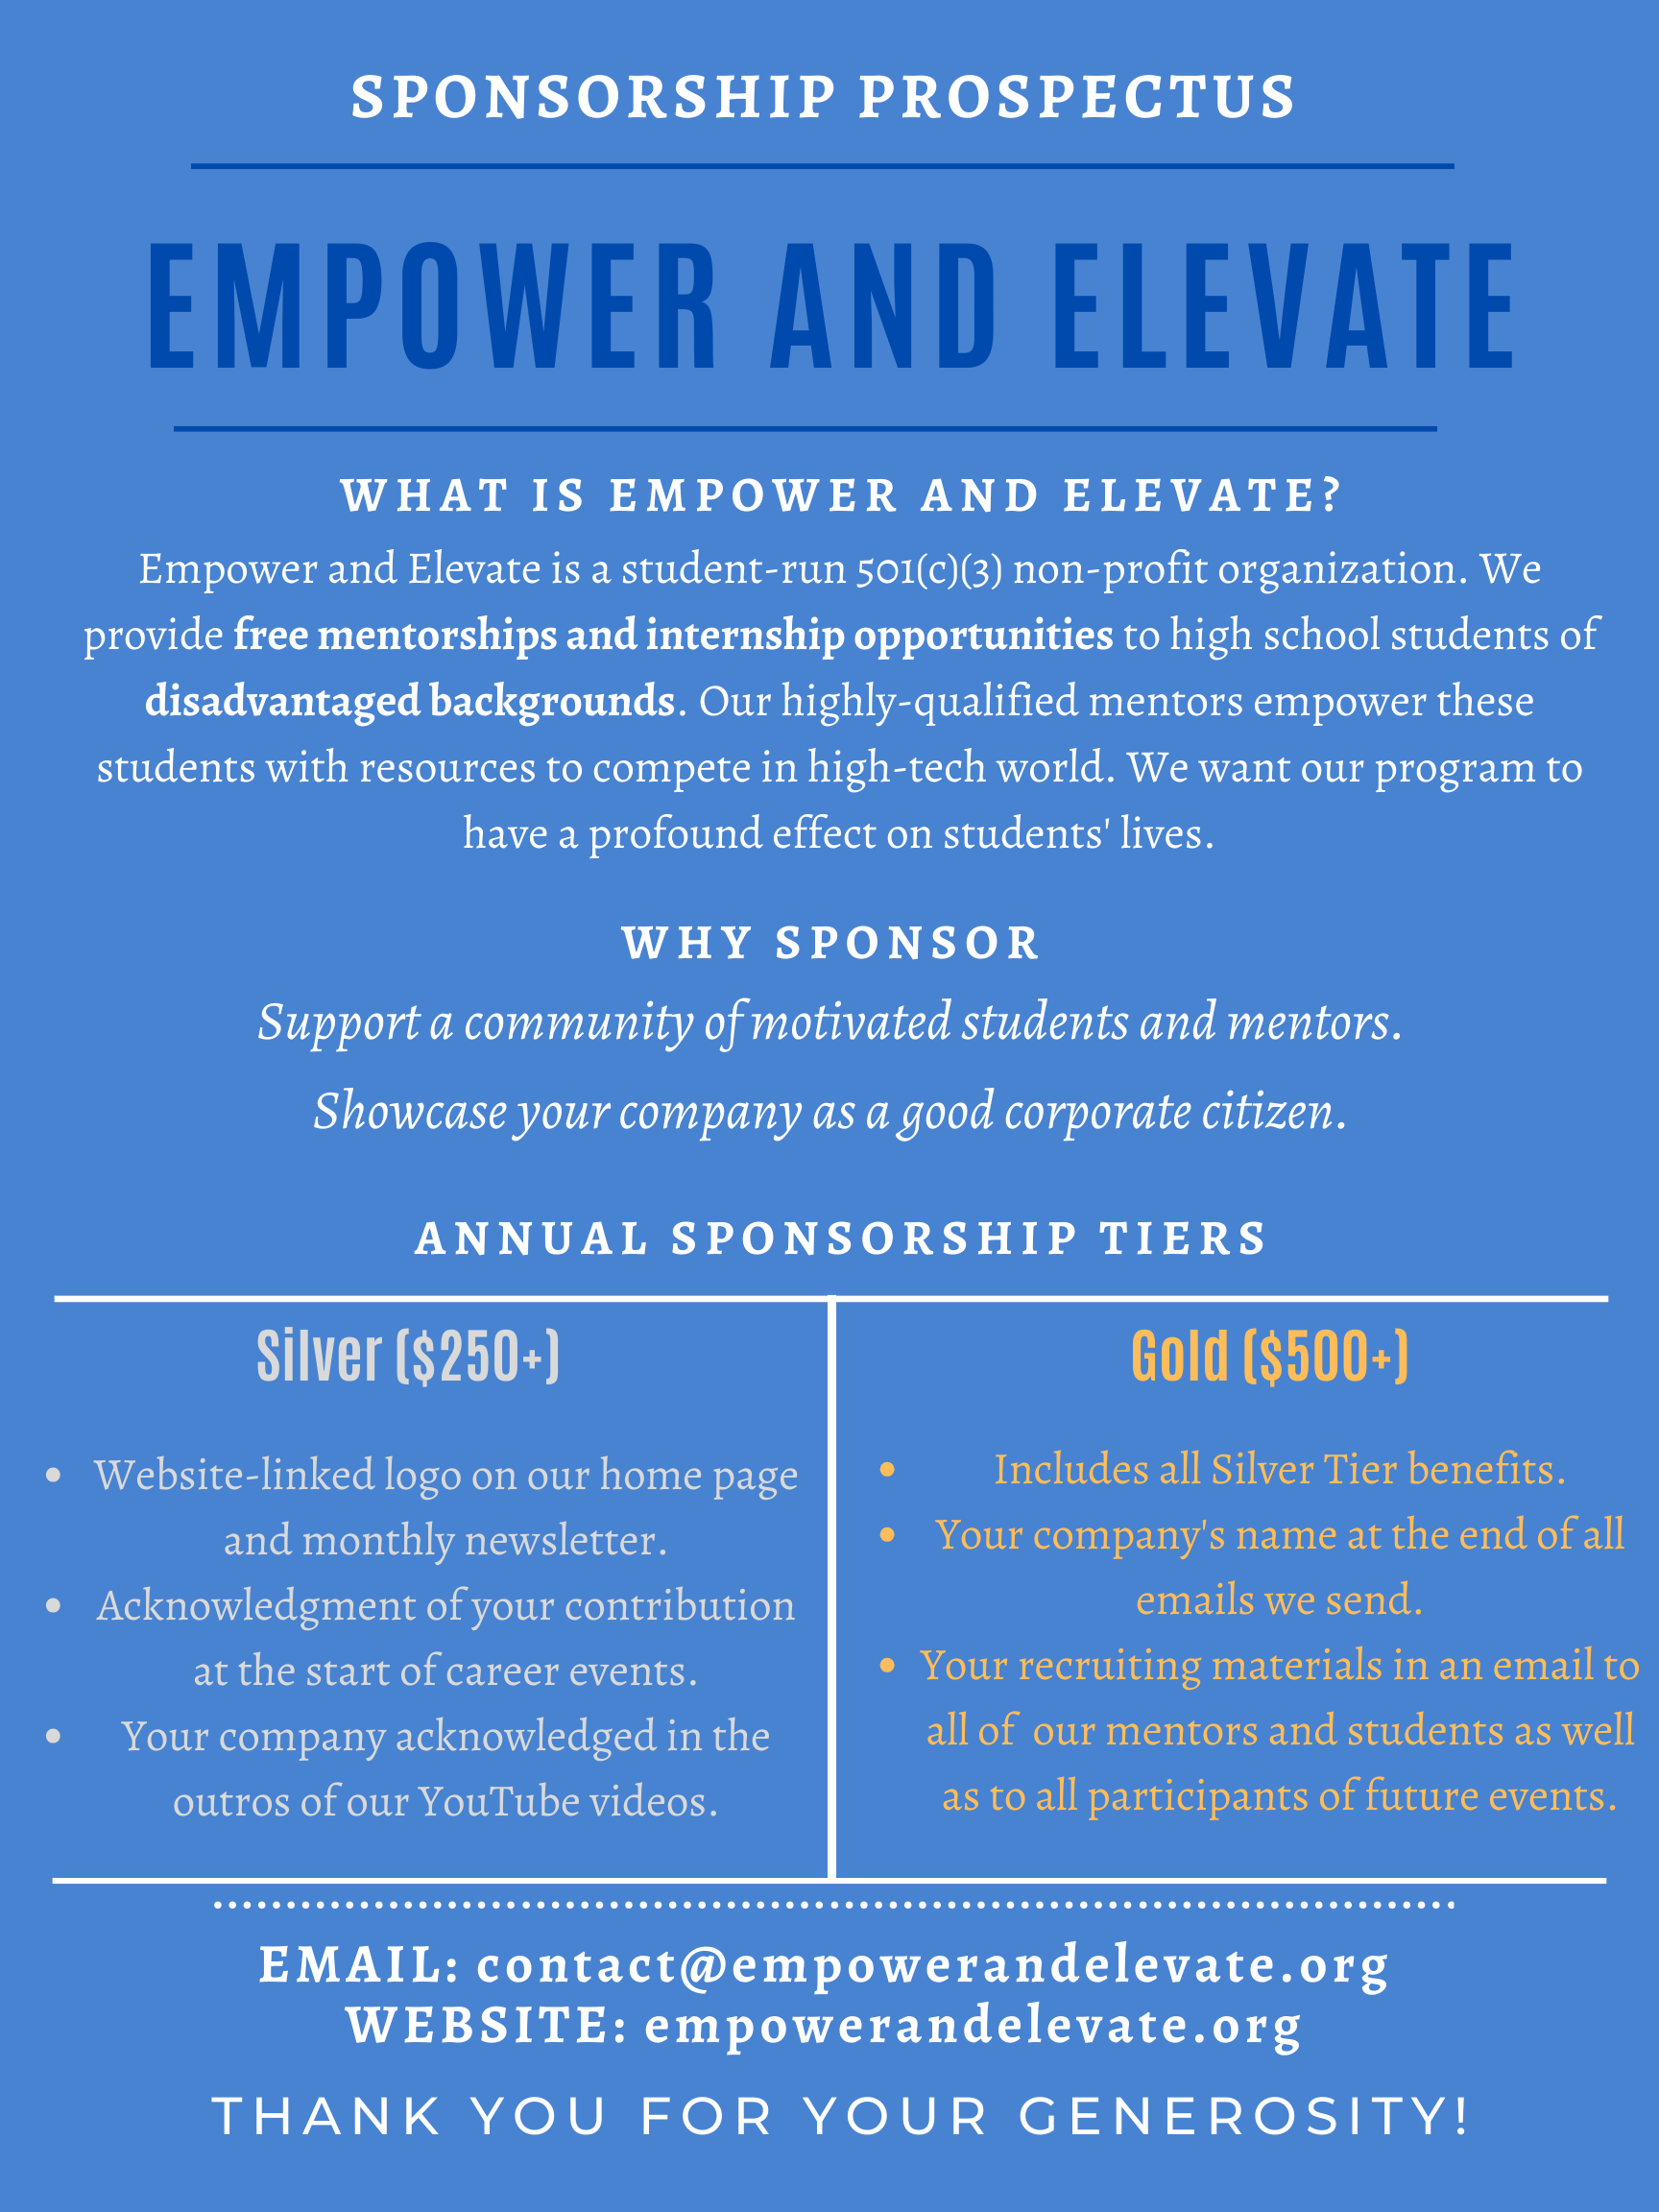 SPONSORSHIP PROSPECTUS
EMPOWER AND ELEVATE
WHAT IS EMPOWER AND ELEVATE?
Empower and Elevate is a student-run 501(c)(3) non-profit organization. We
provide free mentorships and internship opportunities to high school students of
disadvantaged backgrounds. Our highly-qualified mentors empower these
students with resources to compete in high-tech world. We want our program to
have a profound effect on students' lives.
WHY SPONSOR
Support a community of motivated students and mentors.
Showcase your company as a good corporate citizen.
ANNUAL SPONSORSHIP TIERS
Silver ($250+)
• Website-linked logo on our home page
and monthly newsletter.
• Acknowledgment of your contribution
at the start of career events.
• Your company acknowledged in the
outros of our YouTube videos.
Gold ($500+)
• Includes all Silver Tier benefits.
• Your company's name at the end of all
emails we send.
• Your recruiting materials in an email to
all of our mentors and students as well
as to all participants of future events.
EMAIL: contact@empowerandelevate.org
WEBSITE: empowerandelevate.org
THANK YOU FOR YOUR GENEROSITY!